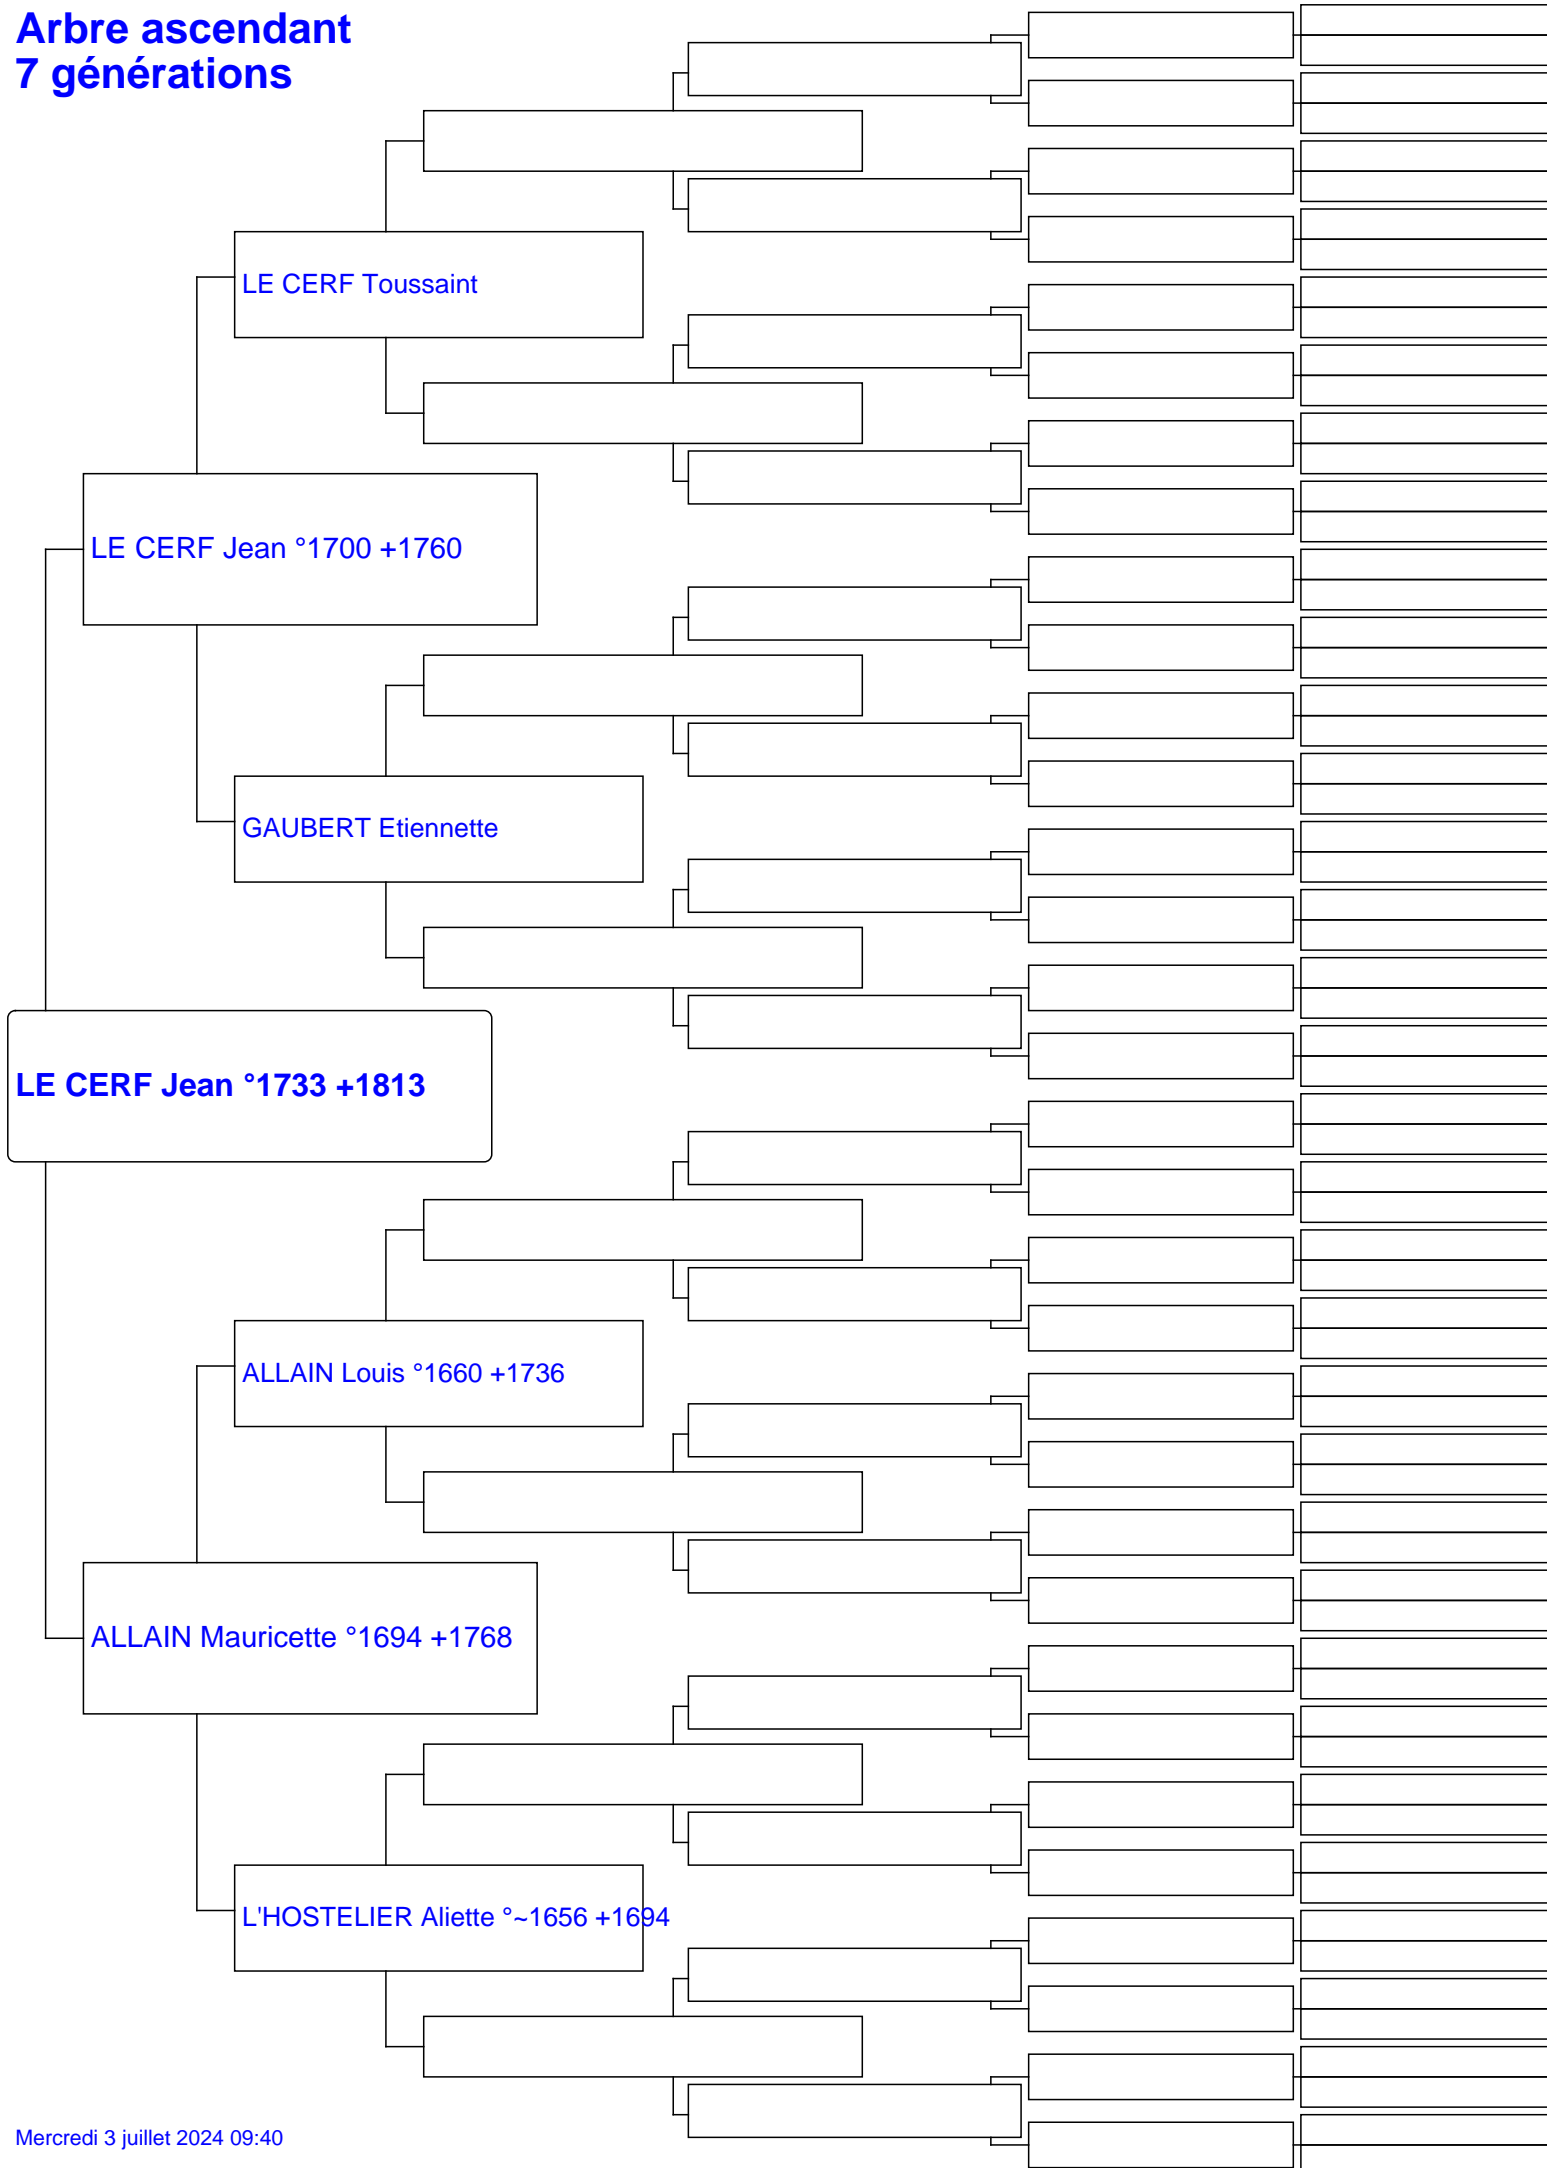 Arbre ascendant
7 générations
LE CERF Toussaint
LE CERF Jean °1700 +1760
GAUBERT Etiennette
LE CERF Jean °1733 +1813
ALLAIN Louis °1660 +1736
ALLAIN Mauricette °1694 +1768
L'HOSTELIER Aliette °~1656 +1694
Mercredi 3 juillet 2024 09:40